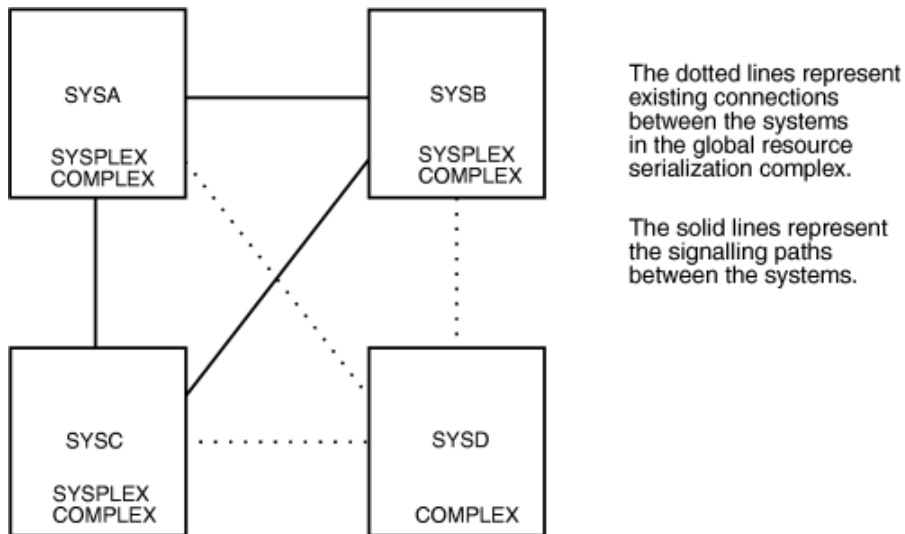 SYSA
SYSPLEX
COMPLEX
SYSB
SYSPLEX
COMPLEX
The dotted lines represent
existing connections
between the systems
in the global resource
serialization complex.
The solid lines represent
the signalling paths
between the systems.
SYSC
SYSPLEX
COMPLEX
SYSD
COMPLEX